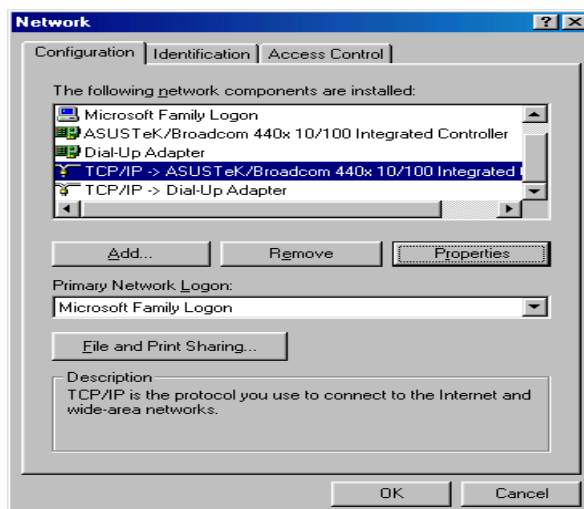 Network
Configuration Identification Access Control
The following network components are installed:
Microsoft Family Logon
ASUSTeK/Broadcom 440x 10/100 Integrated Controller
Dial-Up Adapter
TCP/IP -> ASUSTeK/Broadcom 440x 10/100 Integrated
TCP/IP -> Dial-Up Adapter
Add... Remove Properties
Primary Network Logon:
Microsoft Family Logon
File and Print Sharing...
Description
TCP/IP is the protocol you use to connect to the Internet and
wide-area networks.
OK Cancel